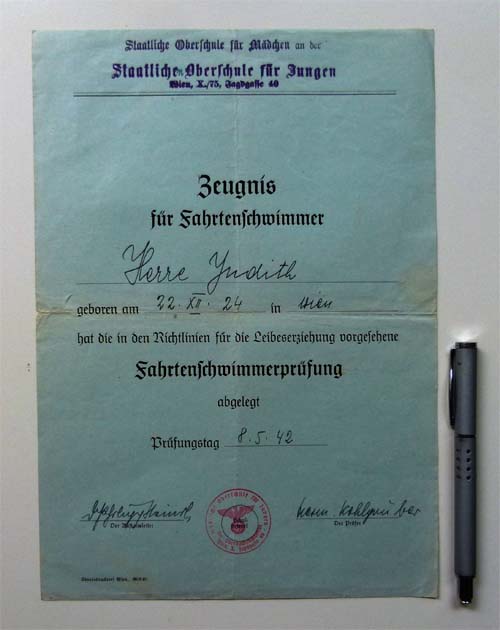 Staatliche Oberschule für Mädchen an der
Staatliche Oberschule für Jungen
Wien, X./75, Jagdgasse 40
Zeugnis
für Fahrtenschwimmer
Herre Judith
geboren am 22. XII. 24 in Wien
hat die in den Richtlinien für die Leibeserziehung vorgesehene
Fahrtenschwimmerprüfung
abgelegt
Prüfungstag 8. 5. 42
Der Der Prüfer